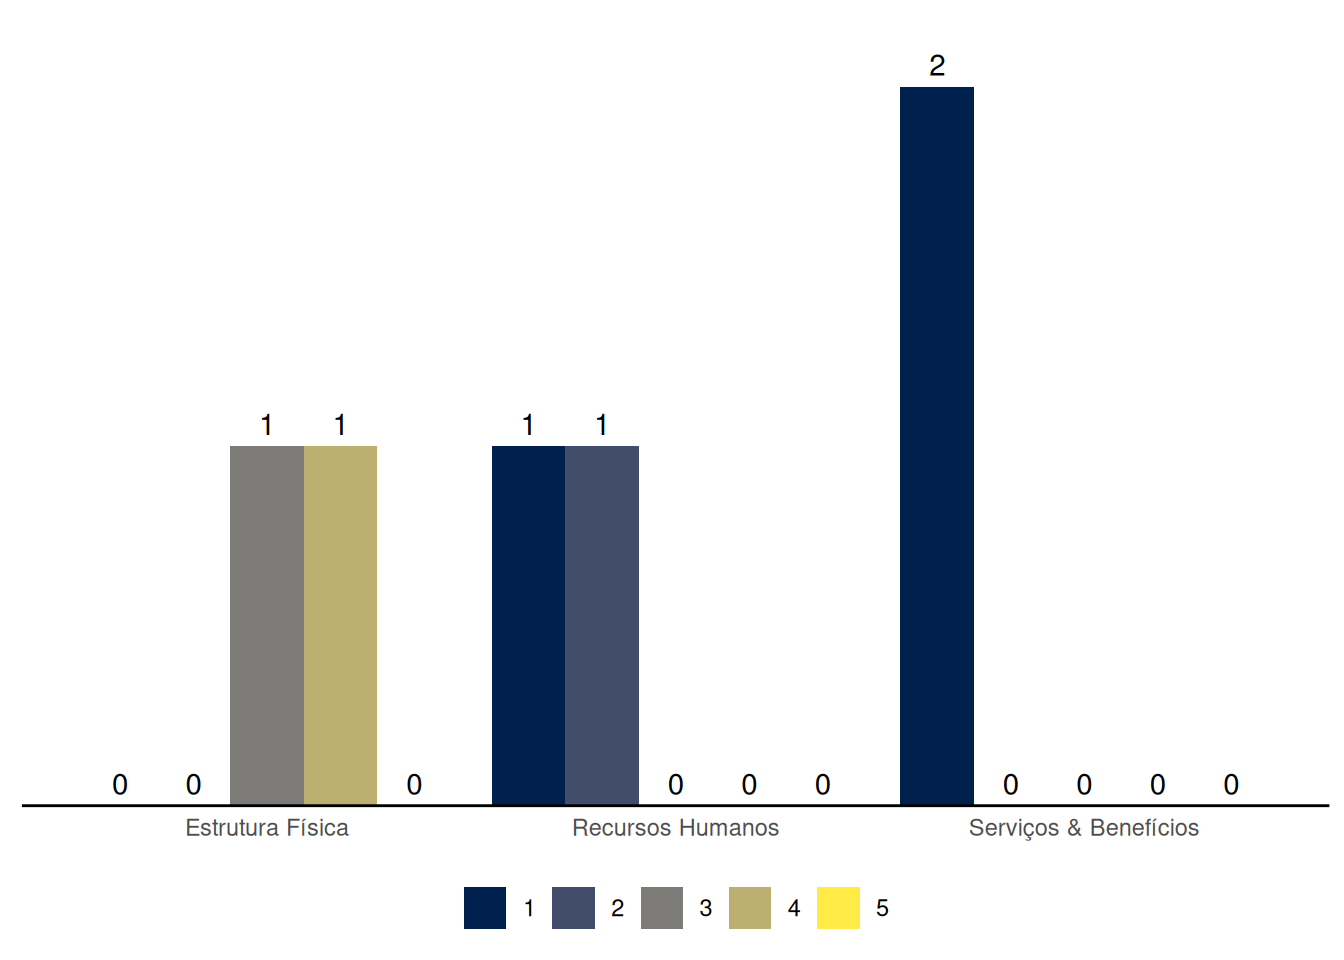 2
1 1 1 1
0 0 0 0 0 0 0 0 0 0
Estrutura Física Recursos Humanos Serviços & Benefícios
1 2 3 4 5